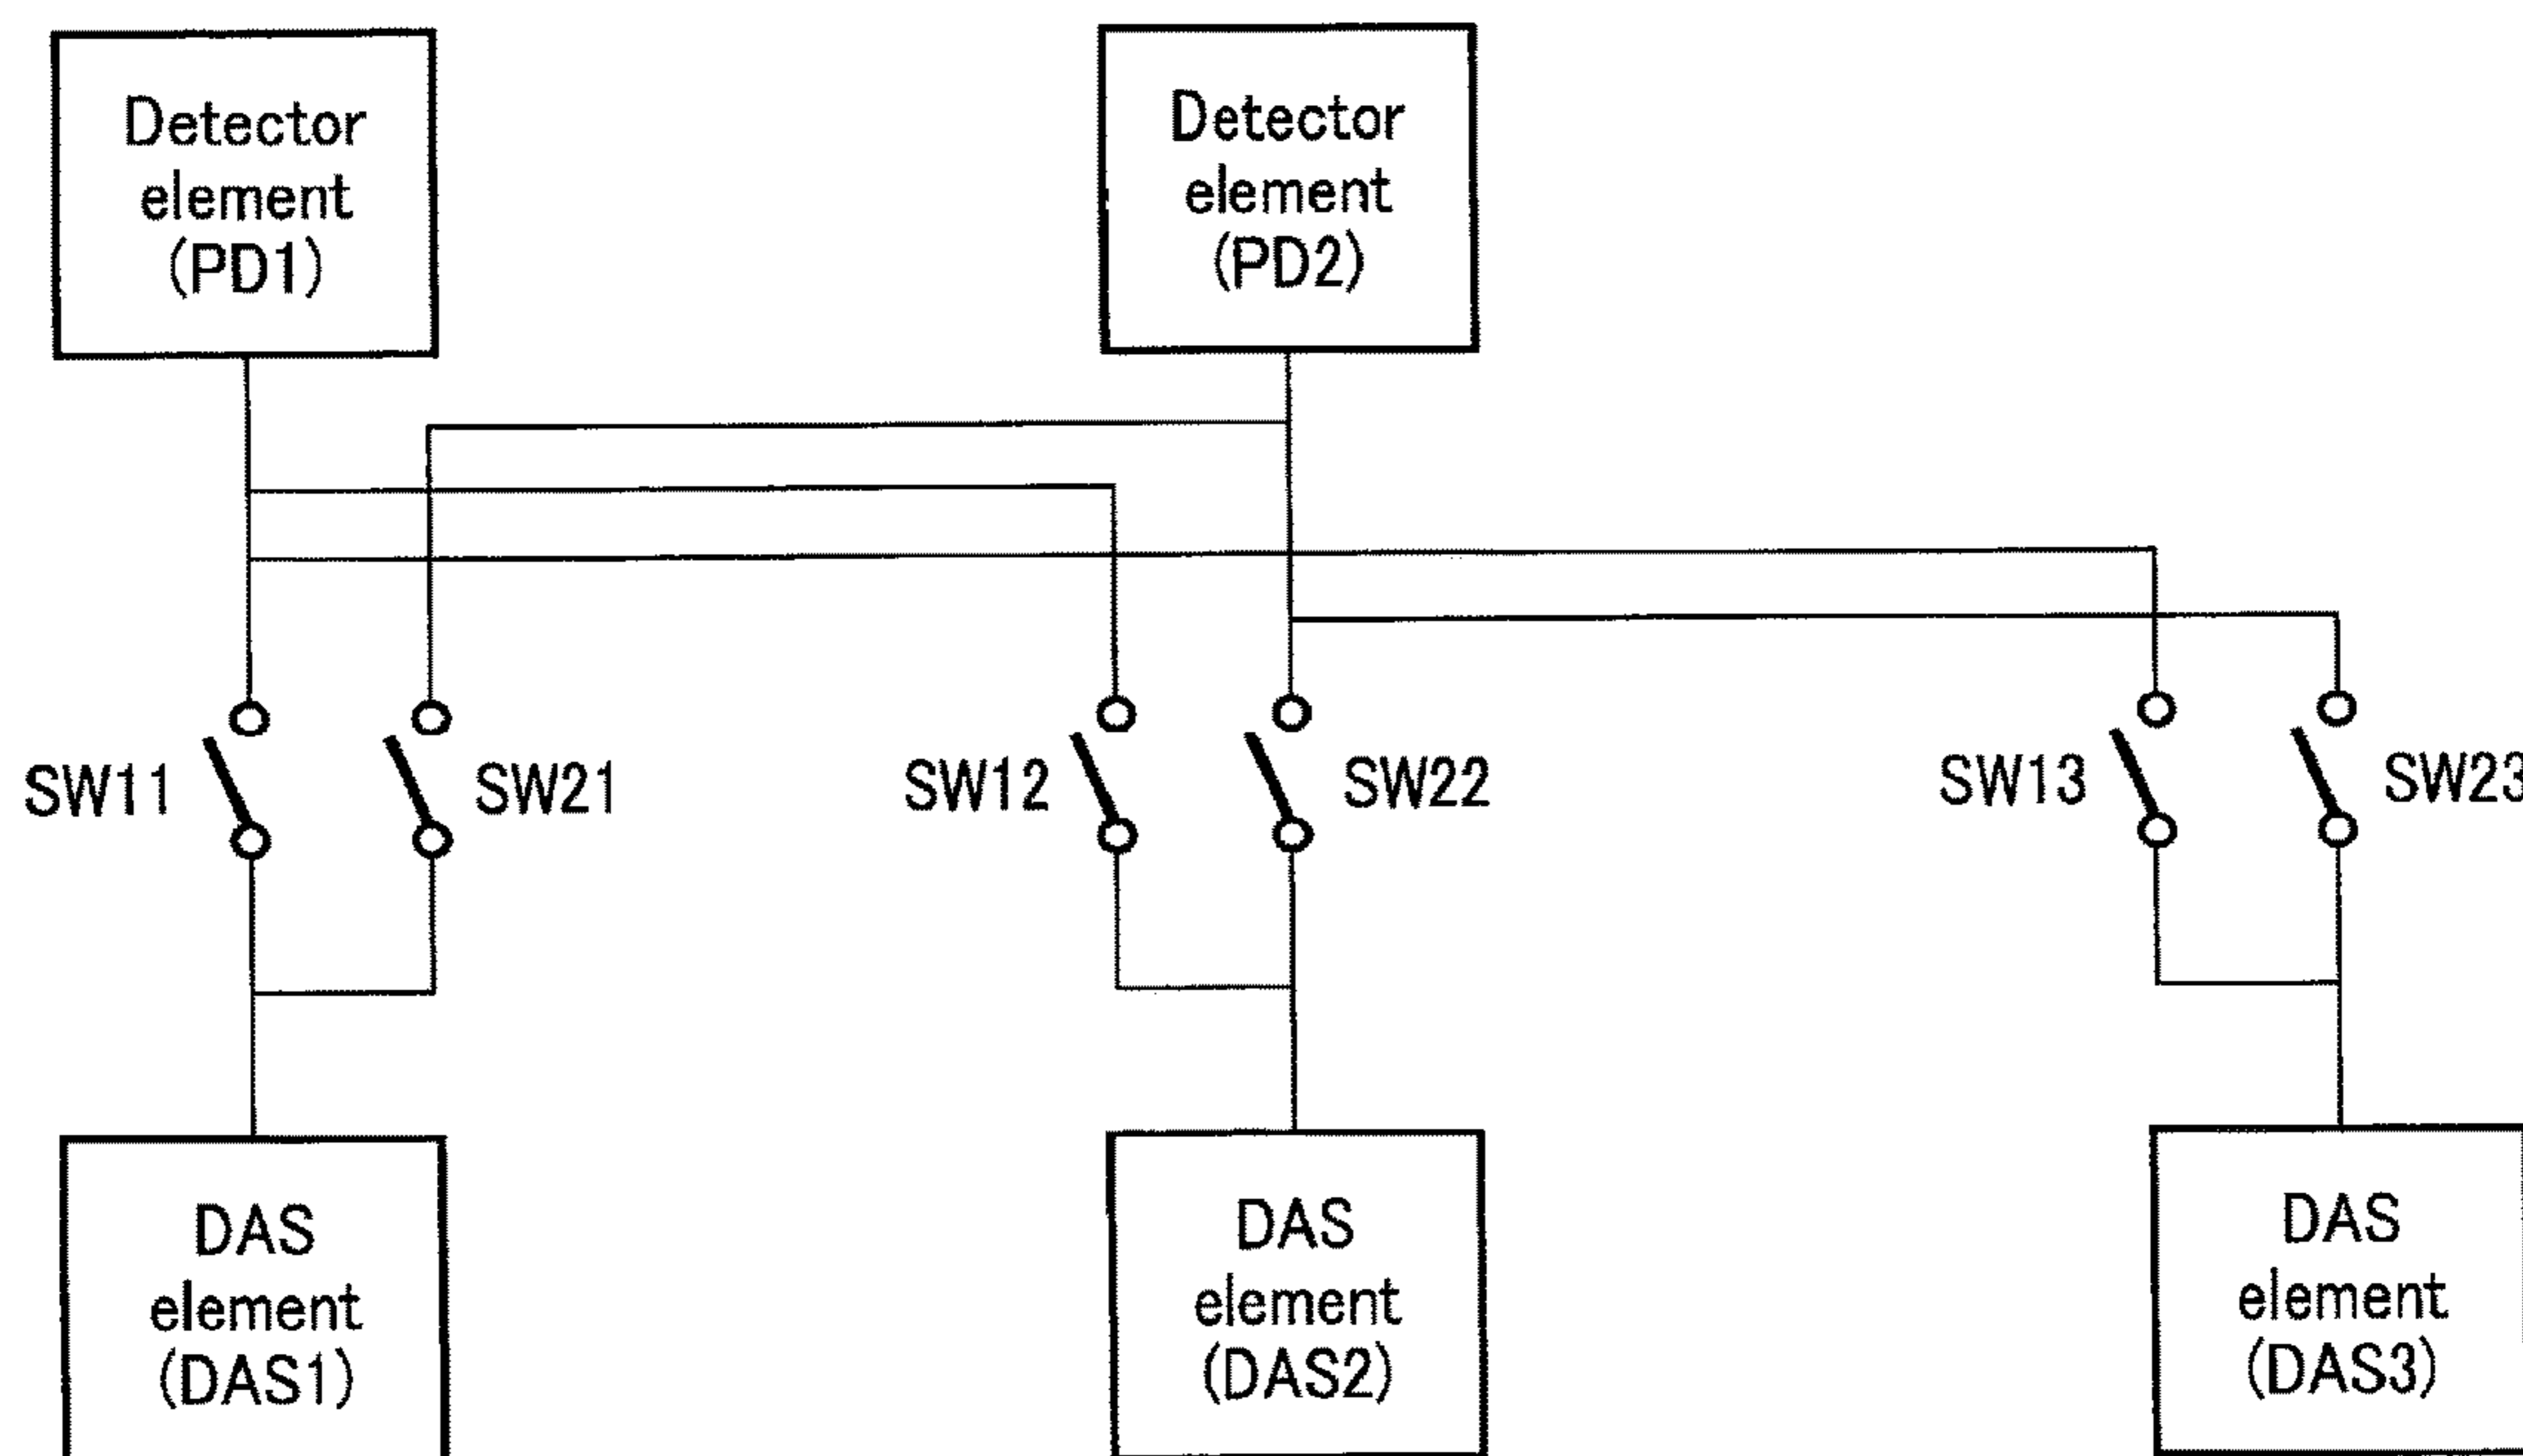 Detector
element
(PD1)
Detector
element
(PD2)
SW11
SW21
SW12
SW22
SW13
SW23
DAS
element
(DAS1)
DAS
element
(DAS2)
DAS
element
(DAS3)